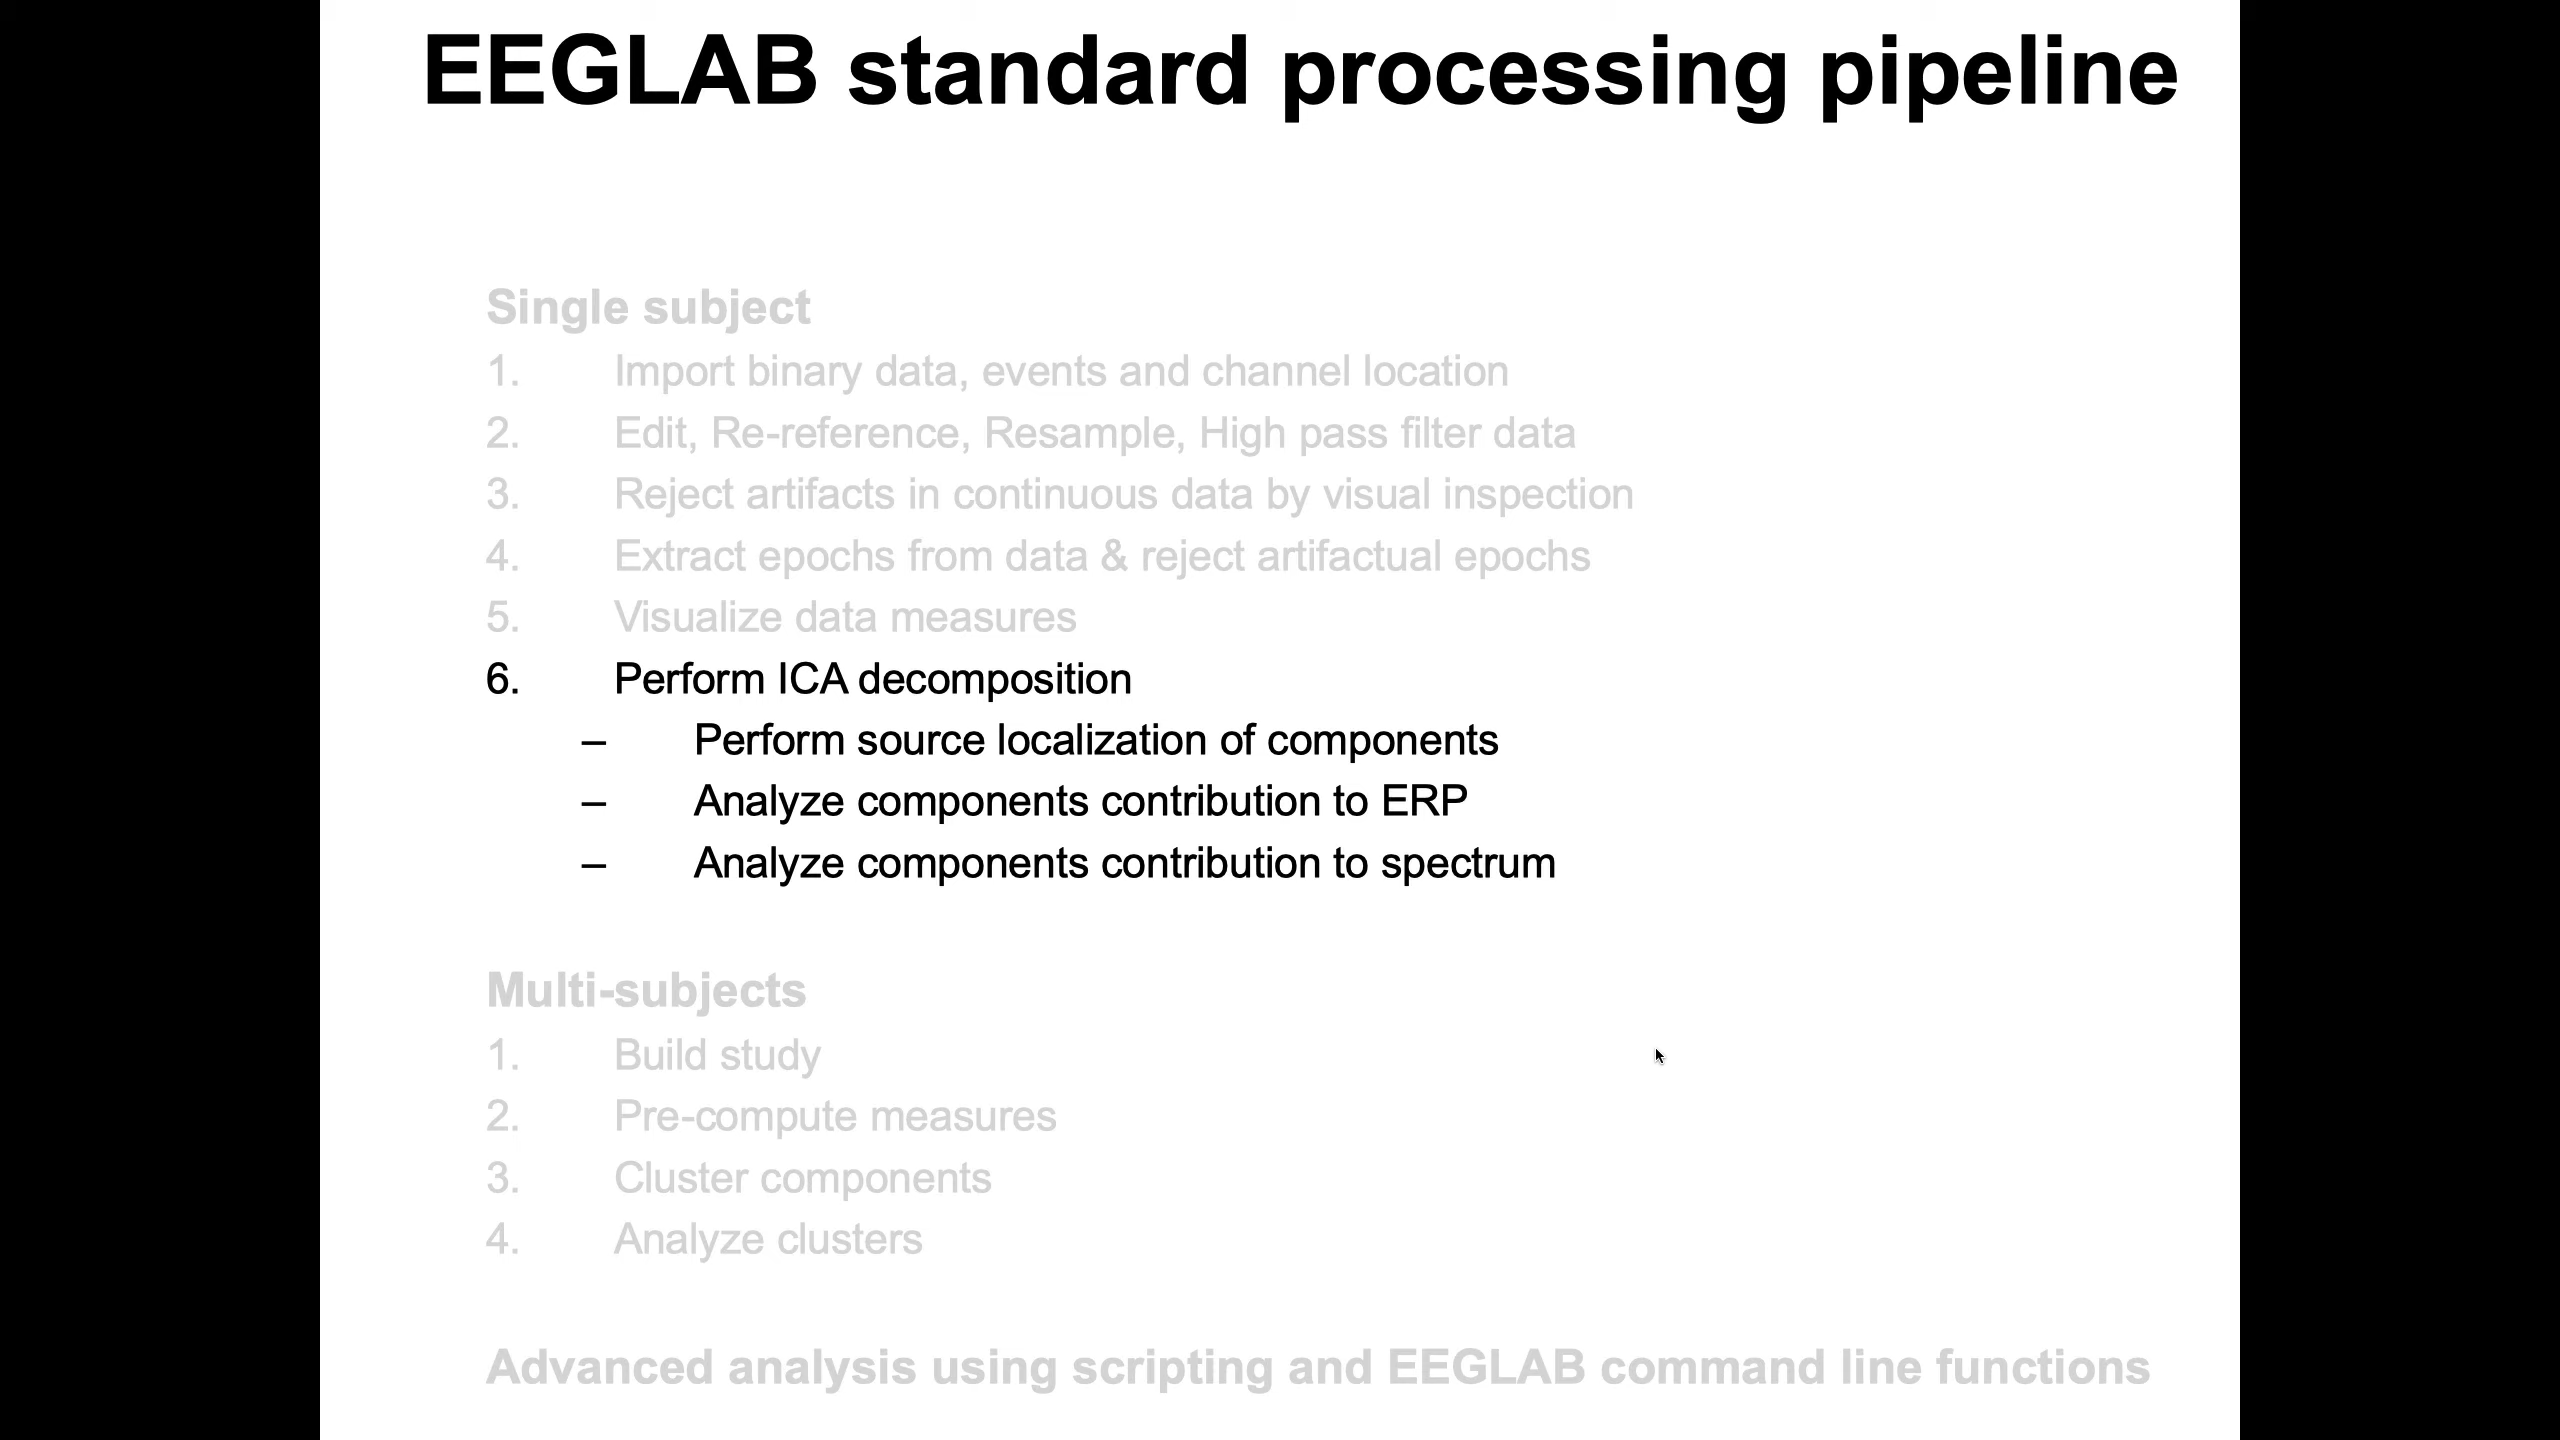 EEGLAB standard processing pipeline
Single subject
1. Import binary data, events and channel location
2. Edit, Re-reference, Resample, High pass filter data
3. Reject artifacts in continuous data by visual inspection
4. Extract epochs from data & reject artifactual epochs
5. Visualize data measures
6. Perform ICA decomposition
– Perform source localization of components
– Analyze components contribution to ERP
– Analyze components contribution to spectrum
Multi-subjects
1. Build study
2. Pre-compute measures
3. Cluster components
4. Analyze clusters
Advanced analysis using scripting and EEGLAB command line functions